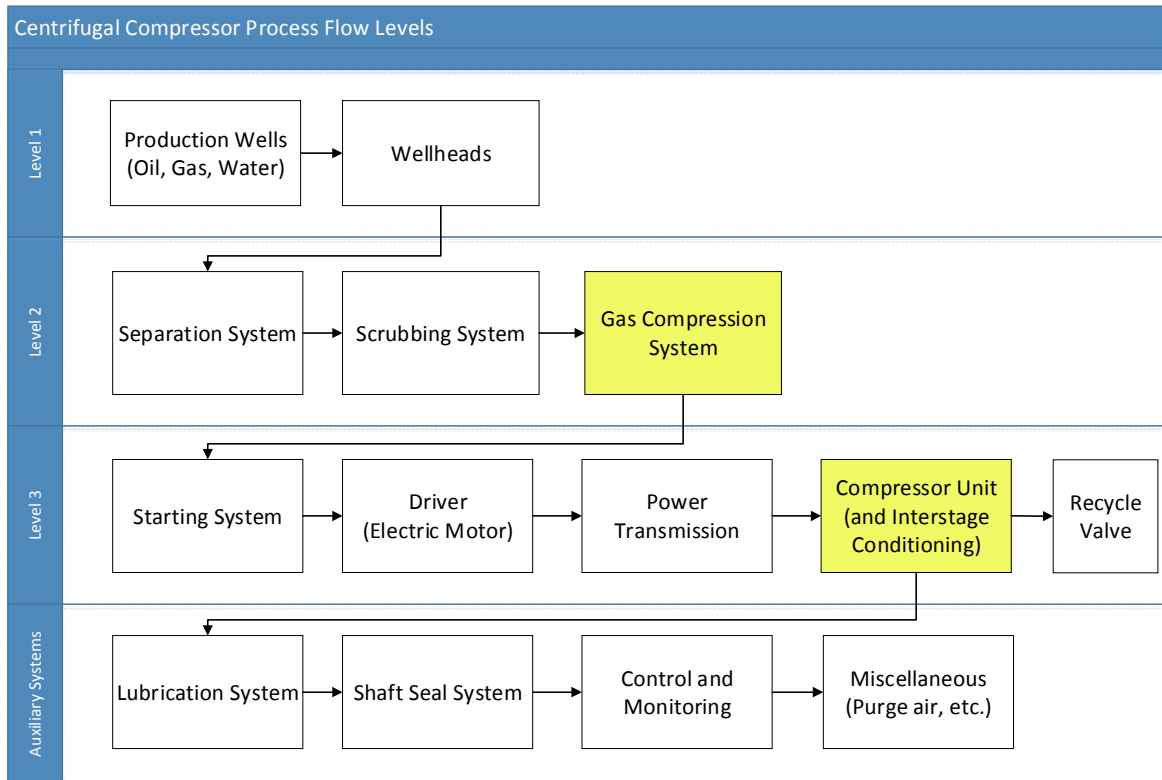 Centrifugal Compressor Process Flow Levels
Level 1
Production Wells
(Oil, Gas, Water)
Wellheads
Level 2
Separation System
Scrubbing System
Gas Compression
System
Level 3
Starting System
Driver
(Electric Motor)
Power
Transmission
Compressor Unit
(and Interstage
Conditioning)
Recycle
Valve
Auxiliary Systems
Lubrication System
Shaft Seal System
Control and
Monitoring
Miscellaneous
(Purge air, etc.)